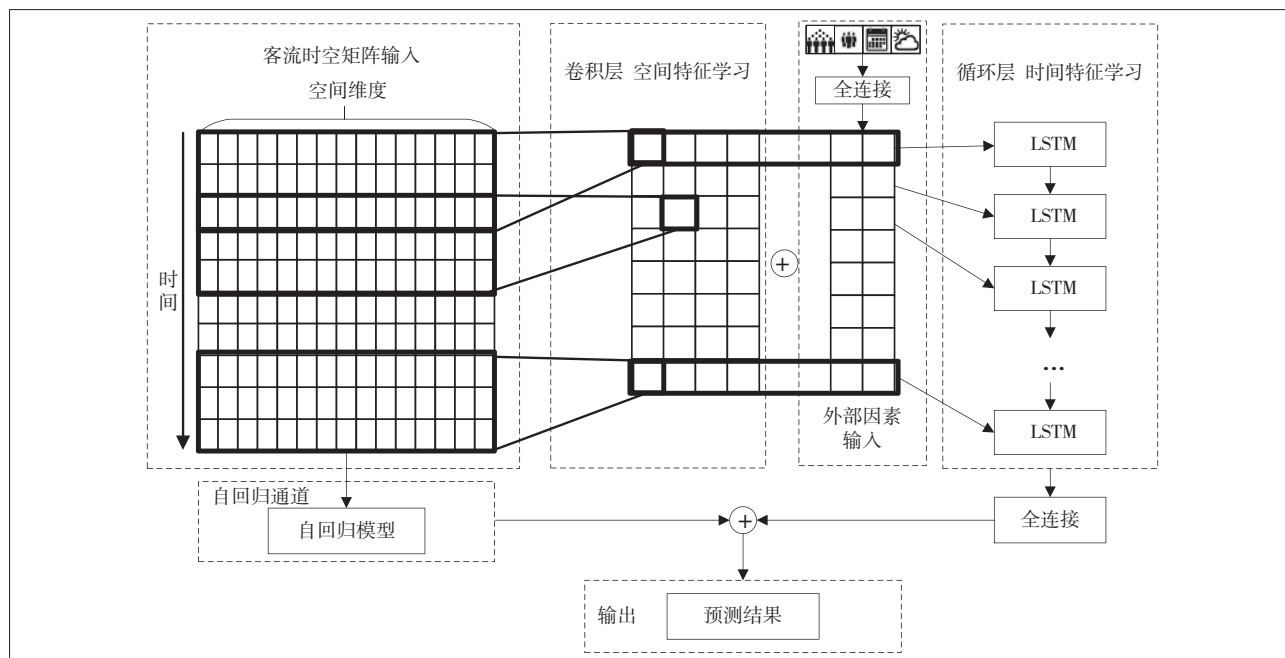 客流时空矩阵输入
空间维度
时间
卷积层 空间特征学习
全连接
外部因素
输入
循环层 时间特征学习
LSTM
LSTM
LSTM
...
LSTM
全连接
自回归通道
自回归模型
+
+
输出
预测结果